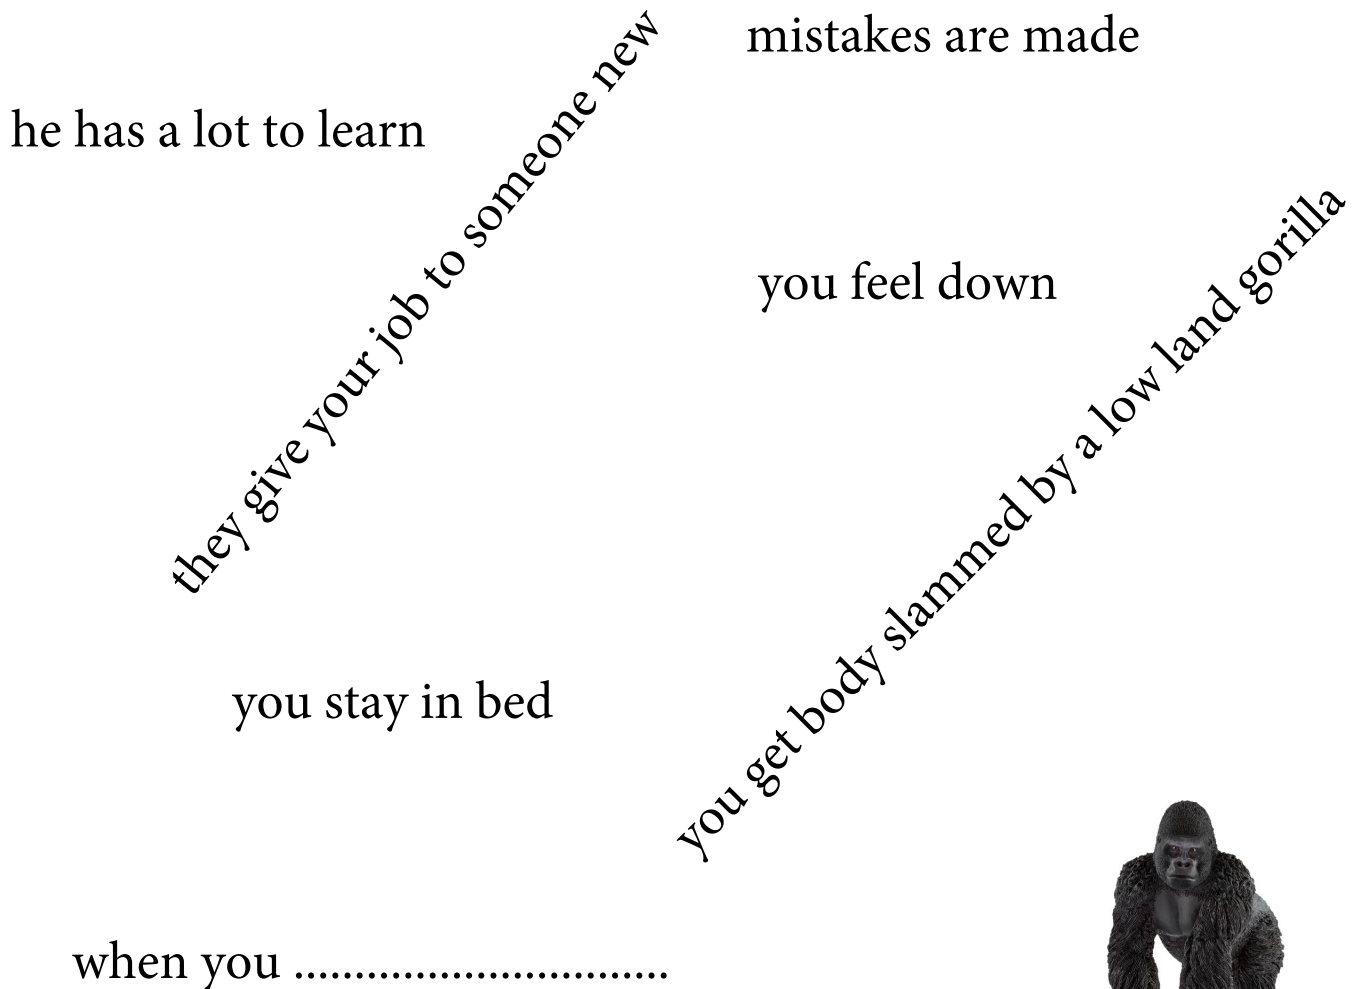 mistakes are made
they give your job to someone new
he has a lot to learn
you feel down
you get body slammed by a low land gorilla
you stay in bed
when you ...............................